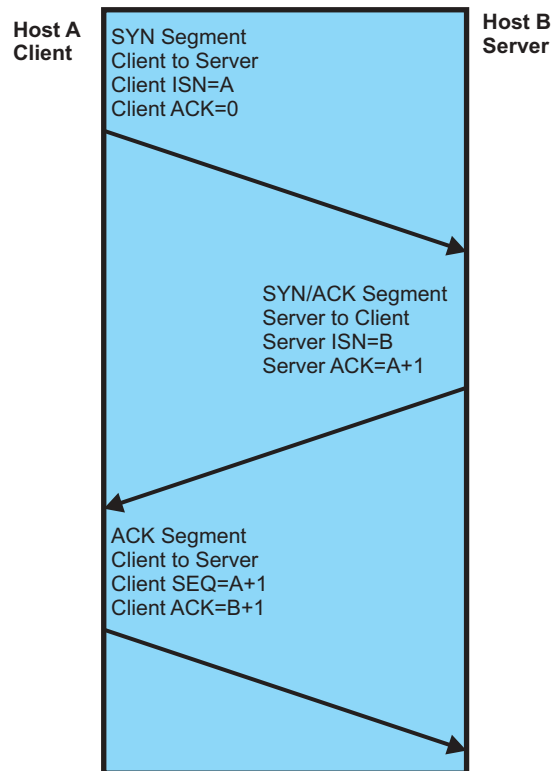 Host A
Client
Host B
Server
SYN Segment
Client to Server
Client ISN=A
Client ACK=0
SYN/ACK Segment
Server to Client
Server ISN=B
Server ACK=A+1
ACK Segment
Client to Server
Client SEQ=A+1
Client ACK=B+1